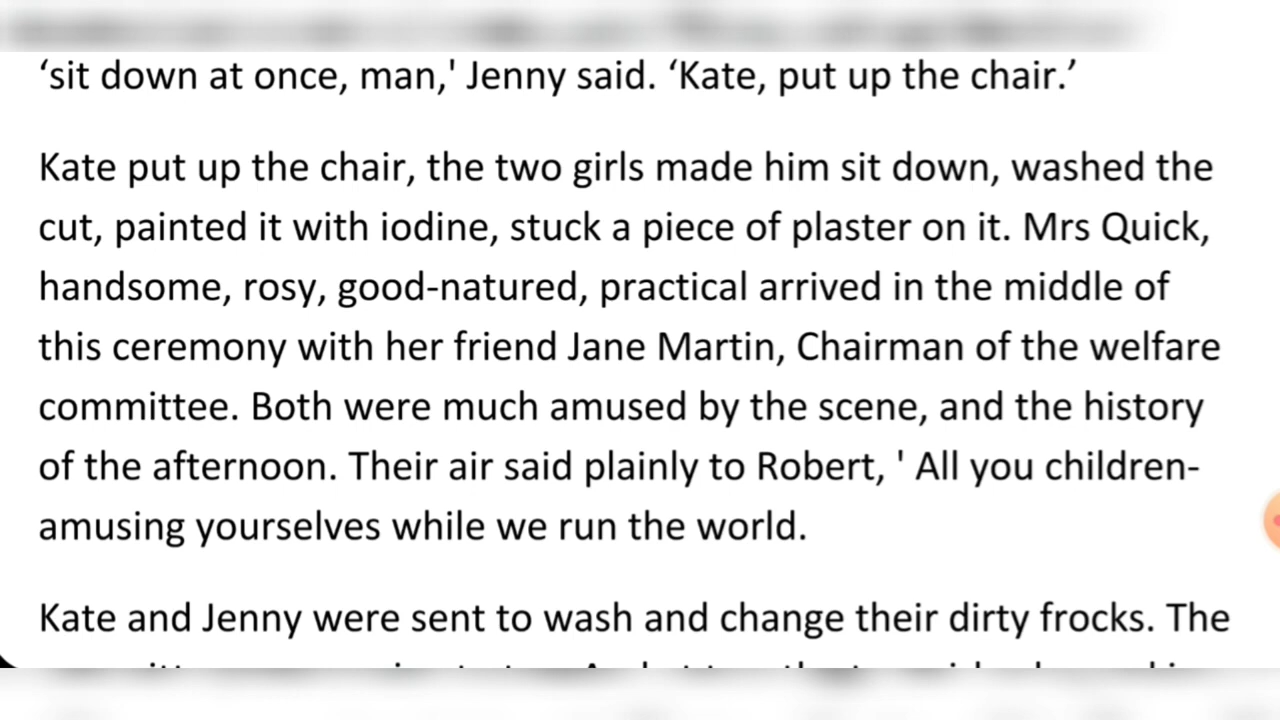 ‘sit down at once, man,' Jenny said. ‘Kate, put up the chair.’
Kate put up the chair, the two girls made him sit down, washed the
cut, painted it with iodine, stuck a piece of plaster on it. Mrs Quick,
handsome, rosy, good-natured, practical arrived in the middle of
this ceremony with her friend Jane Martin, Chairman of the welfare
committee. Both were much amused by the scene, and the history
of the afternoon. Their air said plainly to Robert, ' All you children-
amusing yourselves while we run the world.
Kate and Jenny were sent to wash and change their dirty frocks. The